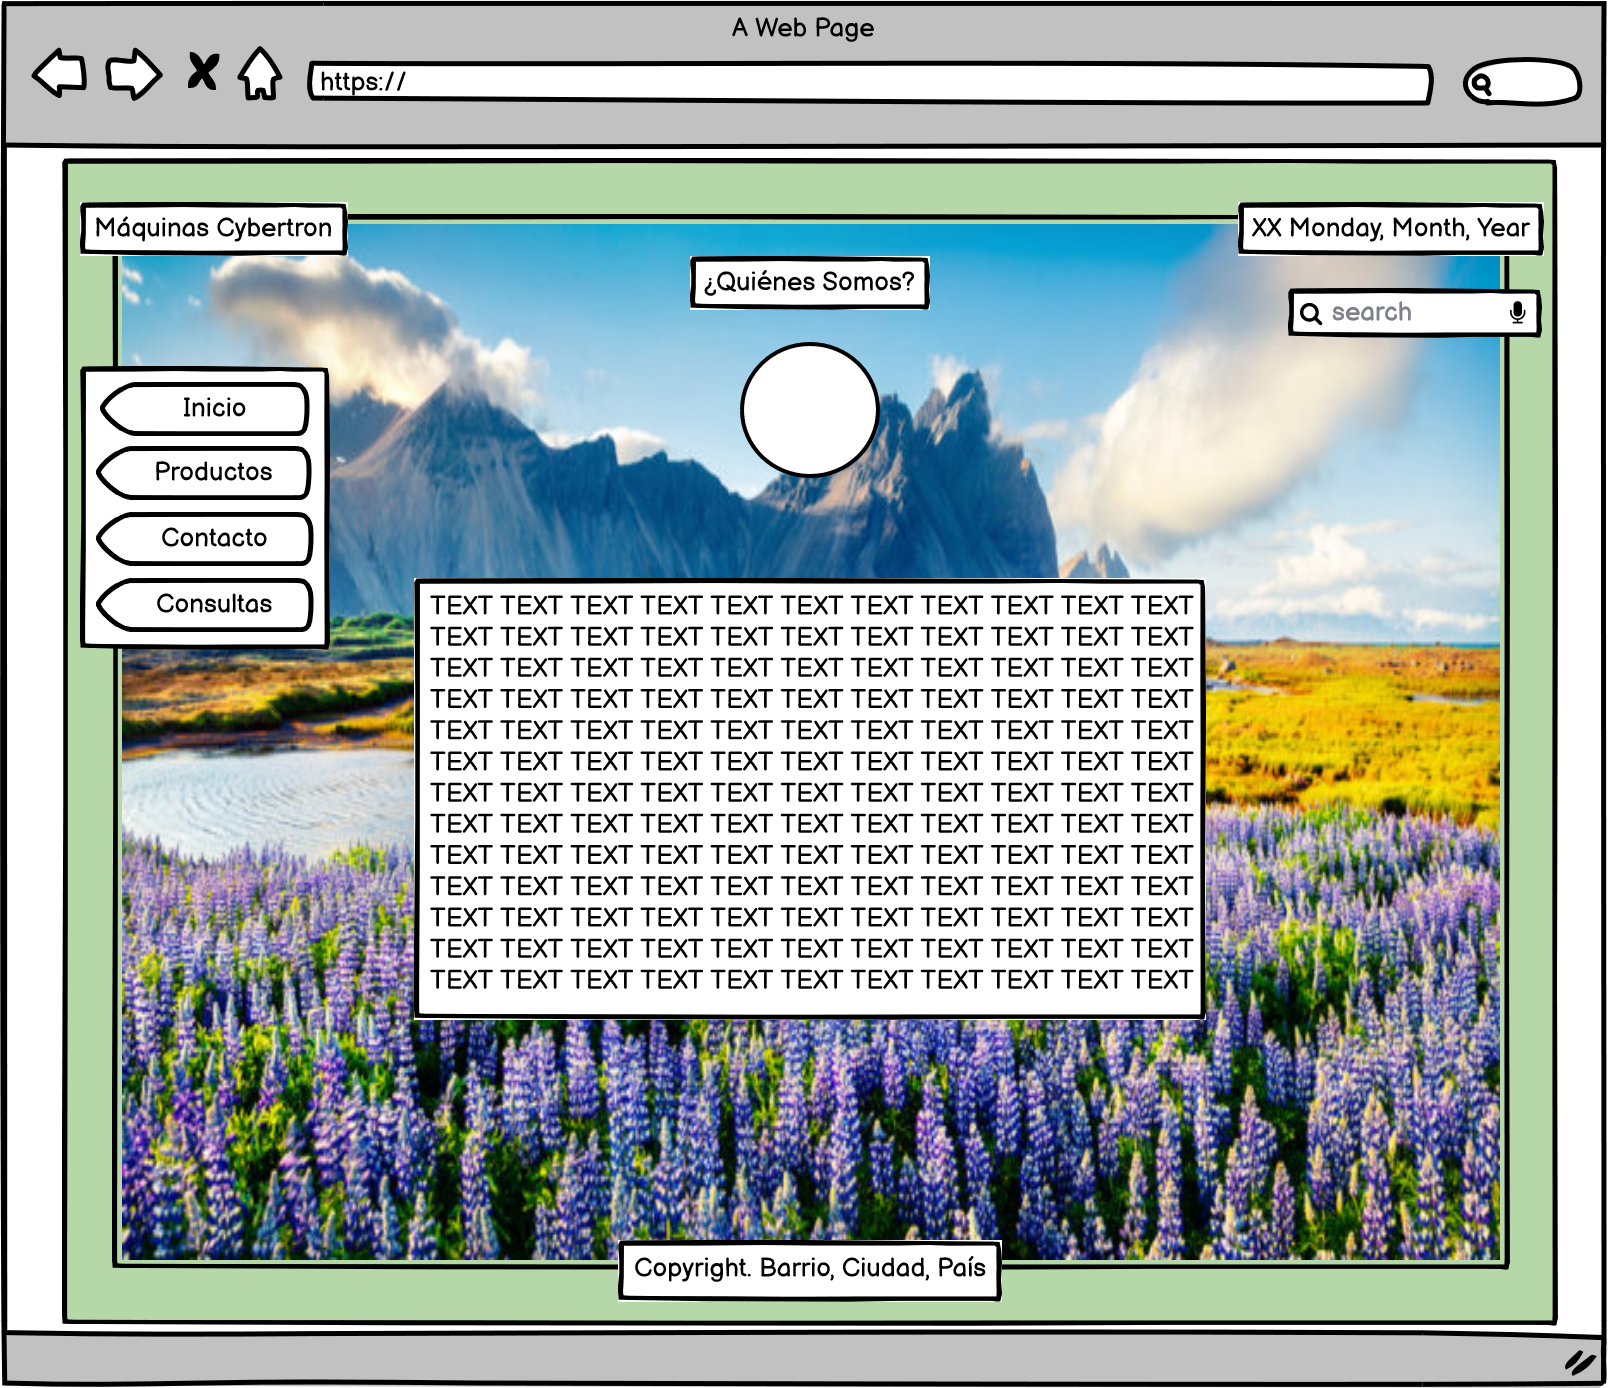 A Web Page
https://
Máquinas Cybertron
XX Monday, Month, Year
¿Quiénes Somos?
search
Inicio
Productos
Contacto
Consultas
TEXT TEXT TEXT TEXT TEXT TEXT TEXT TEXT TEXT TEXT TEXT
TEXT TEXT TEXT TEXT TEXT TEXT TEXT TEXT TEXT TEXT TEXT
TEXT TEXT TEXT TEXT TEXT TEXT TEXT TEXT TEXT TEXT TEXT
TEXT TEXT TEXT TEXT TEXT TEXT TEXT TEXT TEXT TEXT TEXT
TEXT TEXT TEXT TEXT TEXT TEXT TEXT TEXT TEXT TEXT TEXT
TEXT TEXT TEXT TEXT TEXT TEXT TEXT TEXT TEXT TEXT TEXT
TEXT TEXT TEXT TEXT TEXT TEXT TEXT TEXT TEXT TEXT TEXT
TEXT TEXT TEXT TEXT TEXT TEXT TEXT TEXT TEXT TEXT TEXT
TEXT TEXT TEXT TEXT TEXT TEXT TEXT TEXT TEXT TEXT TEXT
TEXT TEXT TEXT TEXT TEXT TEXT TEXT TEXT TEXT TEXT TEXT
TEXT TEXT TEXT TEXT TEXT TEXT TEXT TEXT TEXT TEXT TEXT
TEXT TEXT TEXT TEXT TEXT TEXT TEXT TEXT TEXT TEXT TEXT
TEXT TEXT TEXT TEXT TEXT TEXT TEXT TEXT TEXT TEXT TEXT
Copyright. Barrio, Ciudad, País